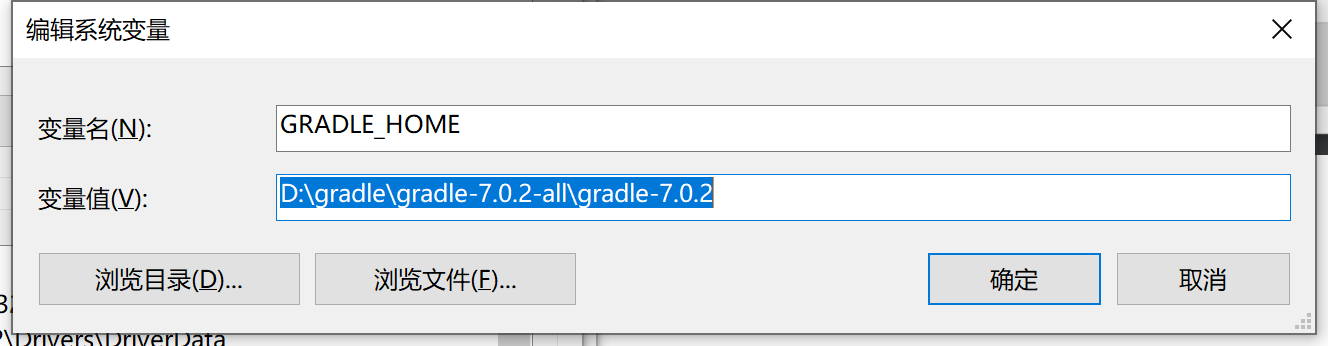 编辑系统变量
变量名(N):
GRADLE_HOME
变量值(V):
D:\gradle\gradle-7.0.2-all\gradle-7.0.2
浏览目录(D)...
浏览文件(F)...
确定
取消
\Drivers\DriverData